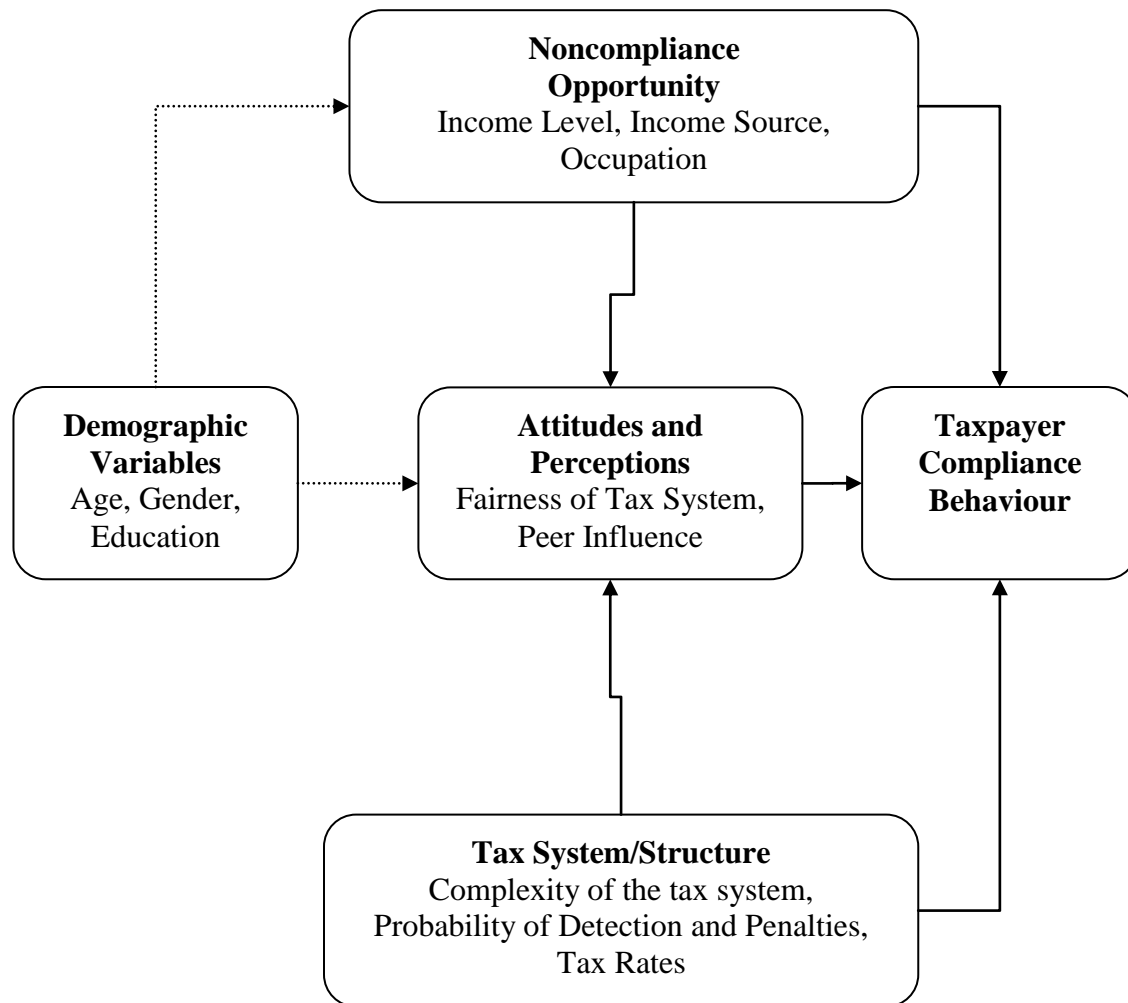 Noncompliance
Opportunity
Income Level, Income Source,
Occupation
Demographic
Variables
Age, Gender,
Education
Attitudes and
Perceptions
Fairness of Tax System,
Peer Influence
Taxpayer
Compliance
Behaviour
Tax System/Structure
Complexity of the tax system,
Probability of Detection and Penalties,
Tax Rates